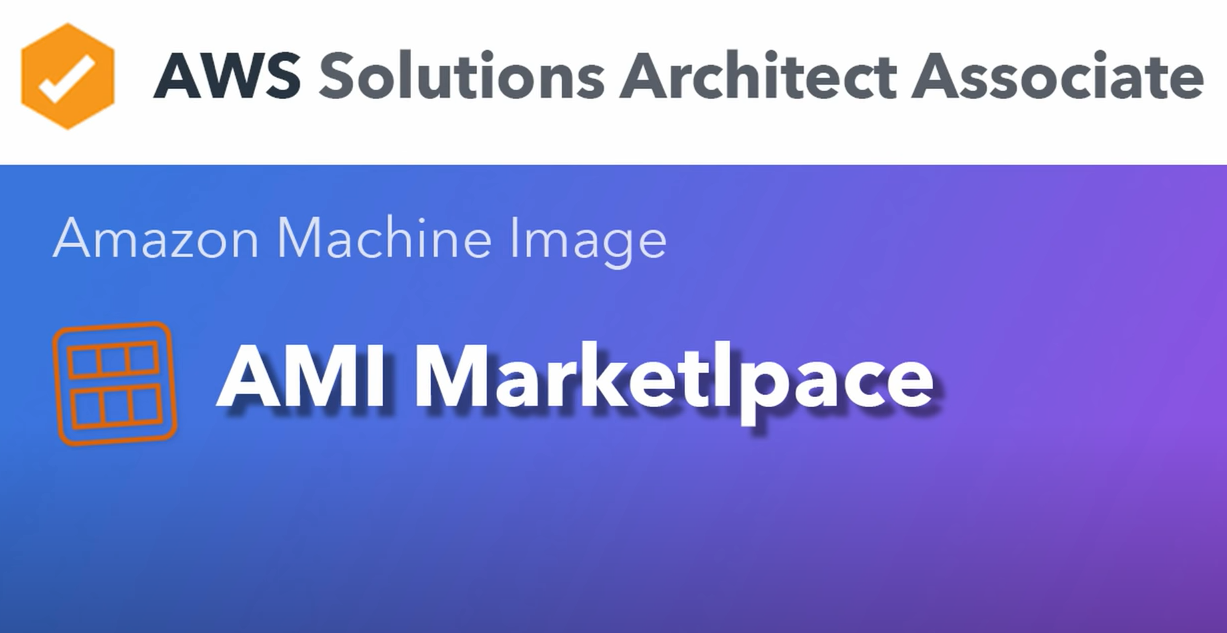 AWS Solutions Architect Associate
Amazon Machine Image
AMI Marketlpace